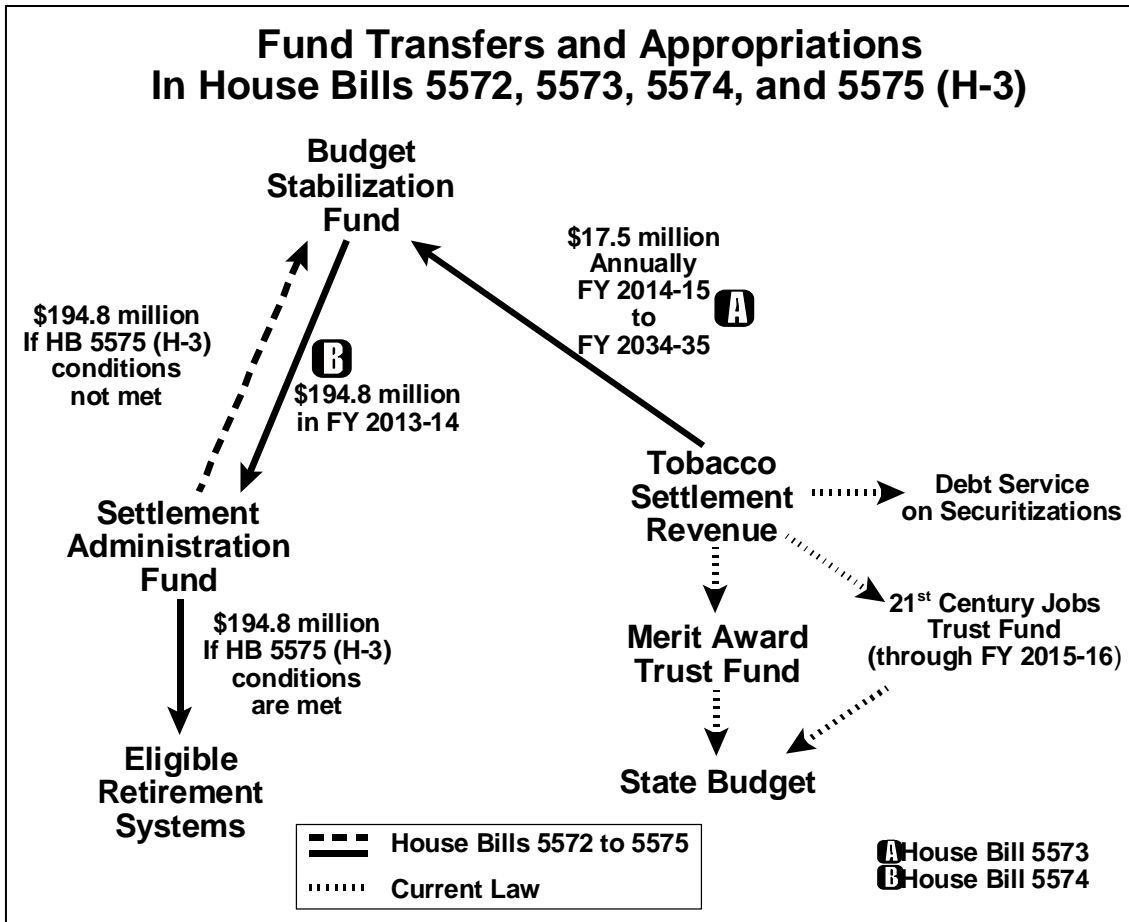 Fund Transfers and Appropriations
In House Bills 5572, 5573, 5574, and 5575 (H-3)
Budget
Stabilization
Fund
$17.5 million
Annually
FY 2014-15
to
FY 2034-35
A
$194.8 million
If HB 5575 (H-3)
conditions
not met
B
$194.8 million
in FY 2013-14
Tobacco
Settlement
Revenue
Debt Service
on Securitizations
Settlement
Administration
Fund
21st Century Jobs
Trust Fund
(through FY 2015-16)
$194.8 million
If HB 5575 (H-3)
conditions
are met
Merit Award
Trust Fund
Eligible
Retirement
Systems
State Budget
House Bills 5572 to 5575
Current Law
A House Bill 5573
B House Bill 5574